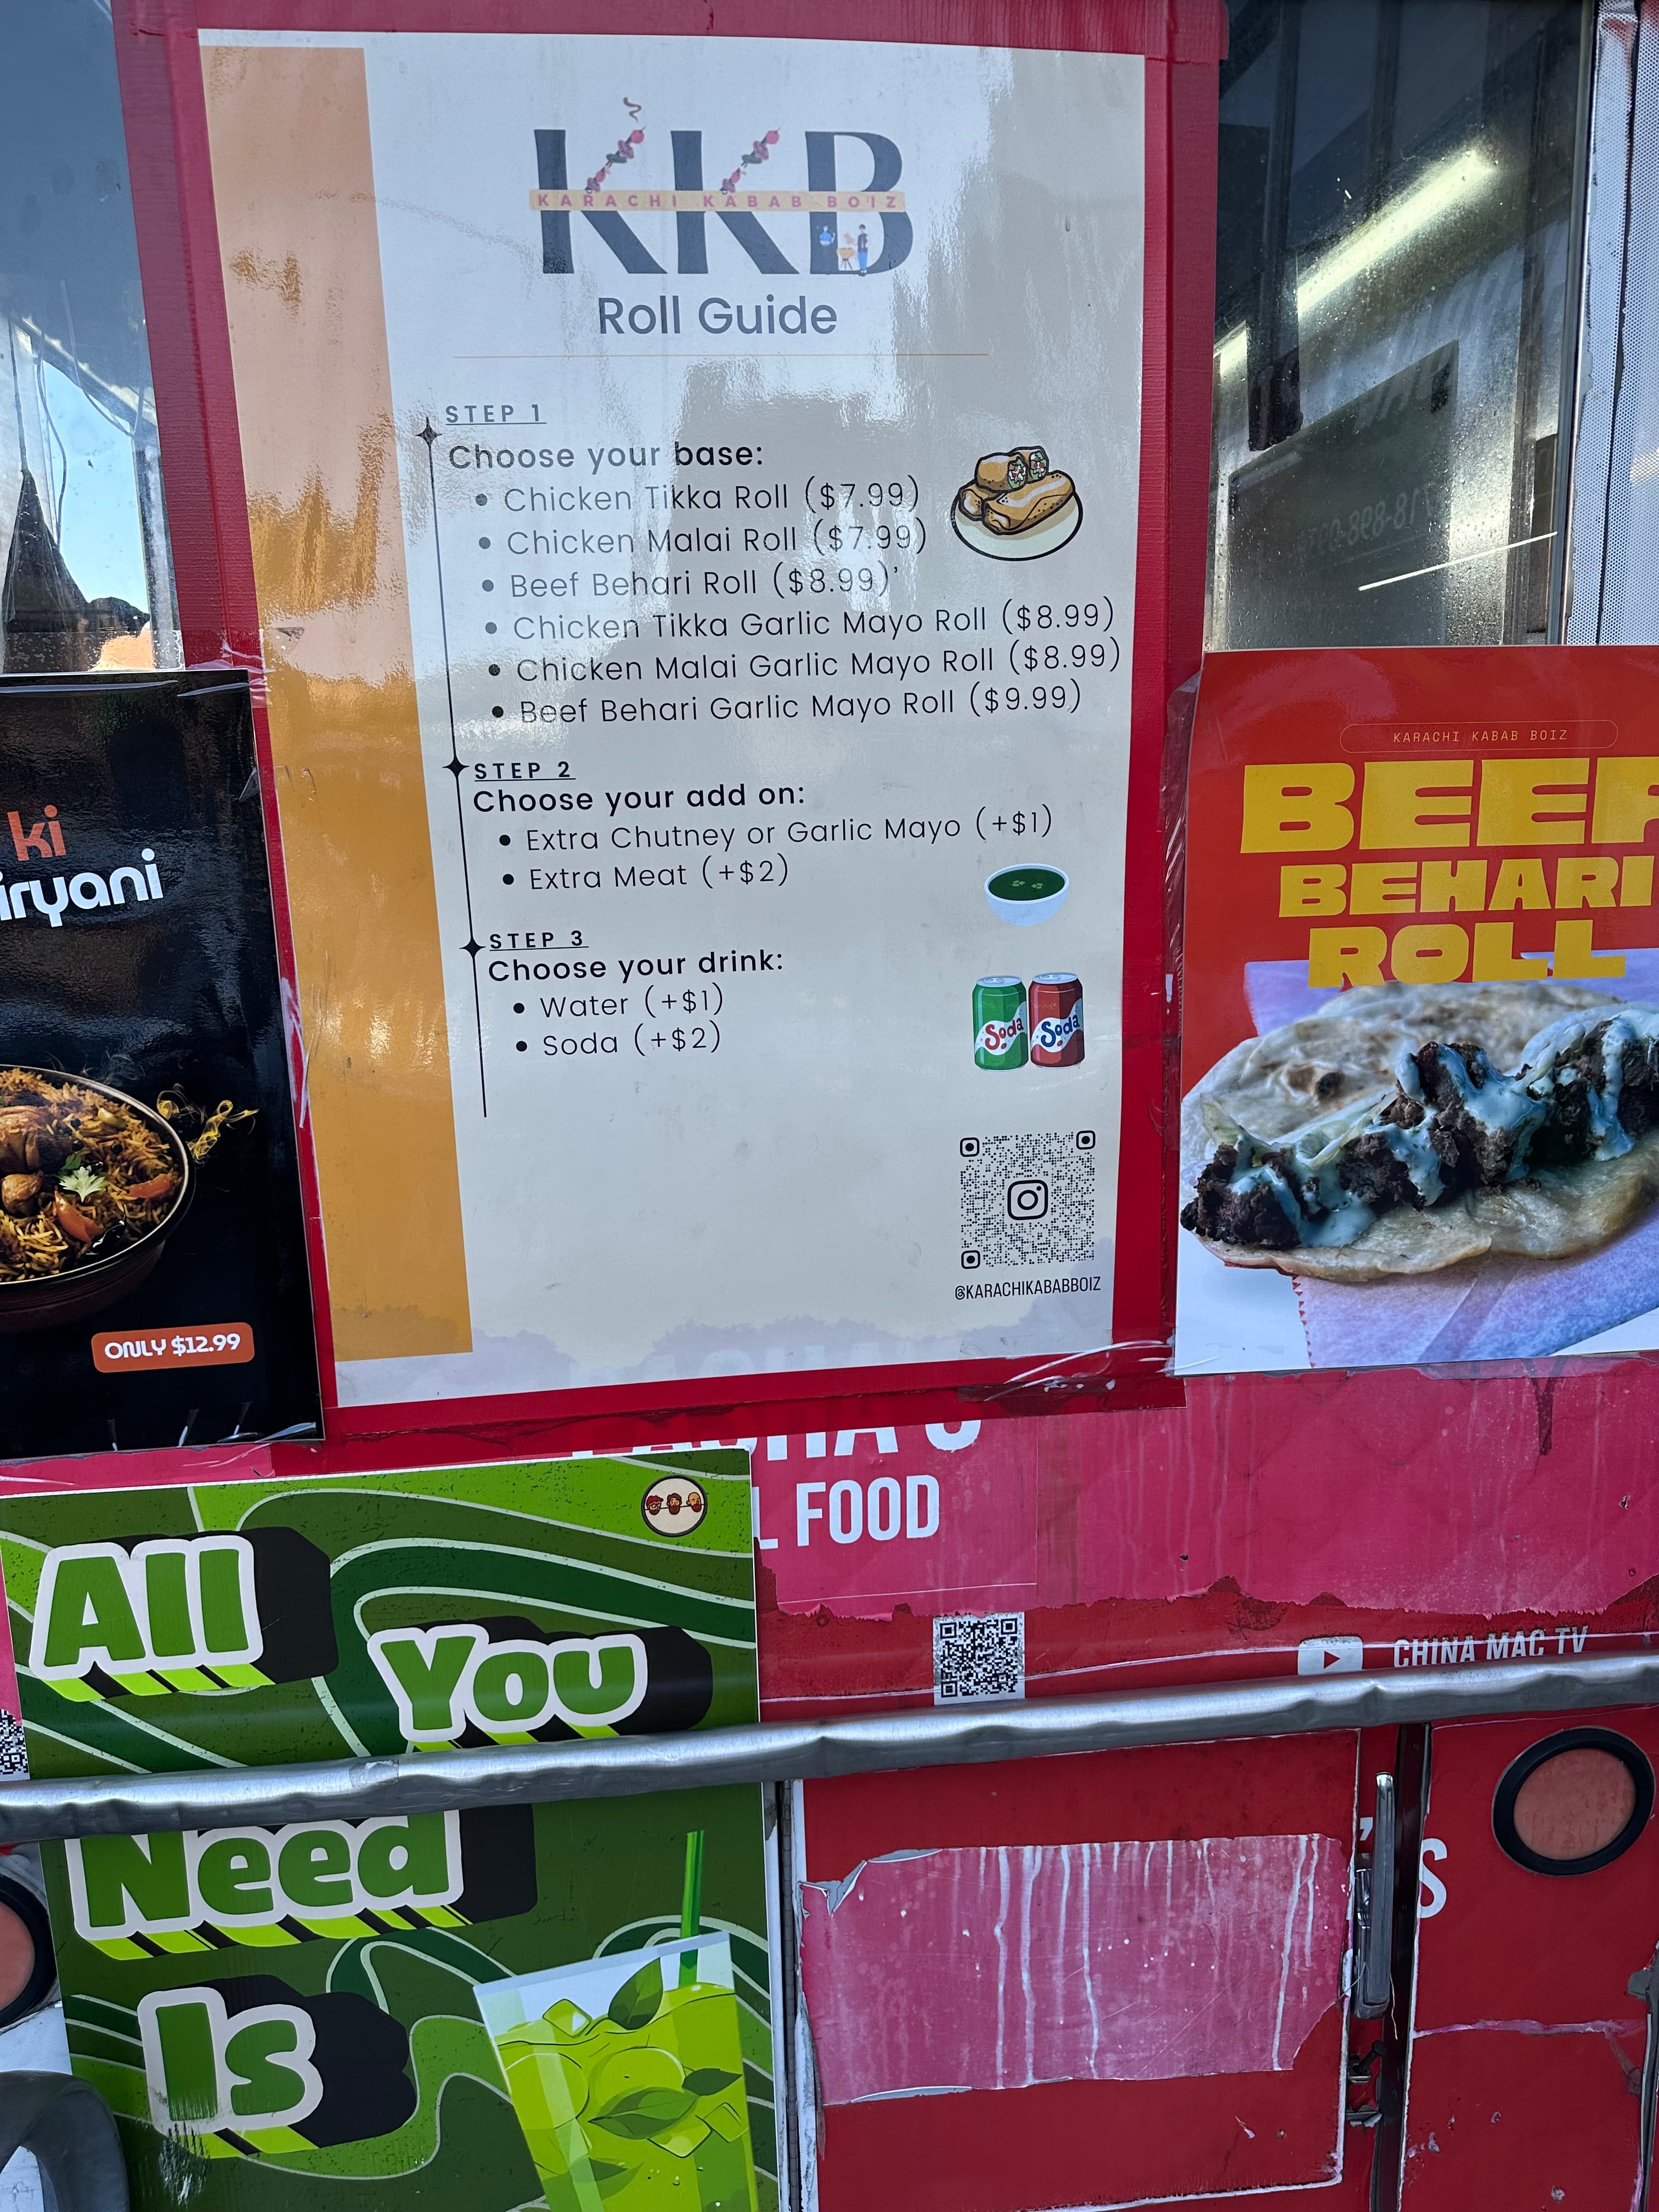 KKB
KARACHI KABAB BOIZ
Roll Guide
STEP 1
Choose your base:
• Chicken Tikka Roll ($7.99)
• Chicken Malai Roll ($7.99)
• Beef Behari Roll ($8.99)'
• Chicken Tikka Garlic Mayo Roll ($8.99)
• Chicken Malai Garlic Mayo Roll ($8.99)
• Beef Behari Garlic Mayo Roll ($9.99)
STEP 2
Choose your add on:
• Extra Chutney or Garlic Mayo (+$1)
• Extra Meat (+$2)
STEP 3
Choose your drink:
• Water (+$1)
• Soda (+$2)
Soda Soda
@KARACHIKABABBOIZ
ki
iryani
ONLY $12.99
KARACHI KABAB BOIZ
BEEF
BEHARI
ROLL
L FOOD
CHINA MAC TV
All
You
Need
Is
'S